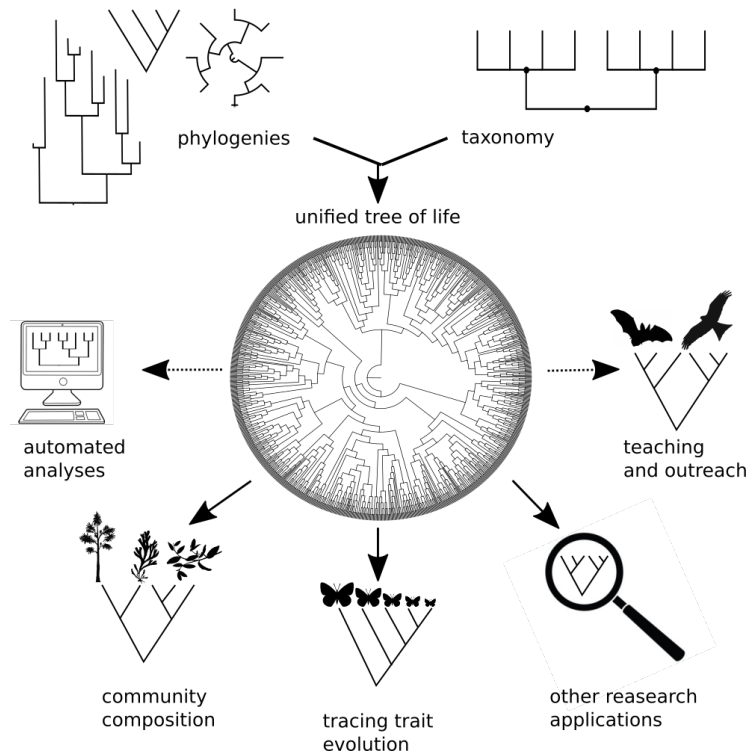 phylogenies
taxonomy
unified tree of life
automated
analyses
teaching
and outreach
community
composition
tracing trait
evolution
other reasearch
applications